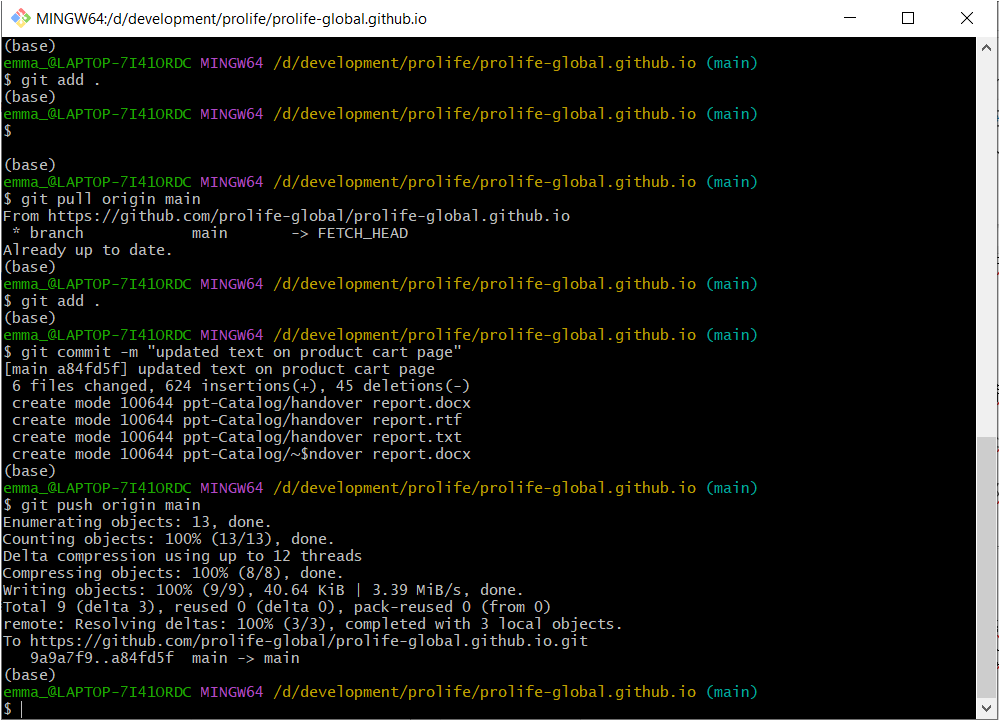 MINGW64:/d/development/prolife/prolife-global.github.io
(base)
emma_@LAPTOP-7I41ORDC MINGW64 /d/development/prolife/prolife-global.github.io (main)
$ git add .
(base)
emma_@LAPTOP-7I41ORDC MINGW64 /d/development/prolife/prolife-global.github.io (main)
$
(base)
emma_@LAPTOP-7I41ORDC MINGW64 /d/development/prolife/prolife-global.github.io (main)
$ git pull origin main
From https://github.com/prolife-global/prolife-global.github.io
 * branch            main       -> FETCH_HEAD
Already up to date.
(base)
emma_@LAPTOP-7I41ORDC MINGW64 /d/development/prolife/prolife-global.github.io (main)
$ git add .
(base)
emma_@LAPTOP-7I41ORDC MINGW64 /d/development/prolife/prolife-global.github.io (main)
$ git commit -m "updated text on product cart page"
[main a84fd5f] updated text on product cart page
 6 files changed, 624 insertions(+), 45 deletions(-)
 create mode 100644 ppt-Catalog/handover report.docx
 create mode 100644 ppt-Catalog/handover report.rtf
 create mode 100644 ppt-Catalog/handover report.txt
 create mode 100644 ppt-Catalog/~$ndover report.docx
(base)
emma_@LAPTOP-7I41ORDC MINGW64 /d/development/prolife/prolife-global.github.io (main)
$ git push origin main
Enumerating objects: 13, done.
Counting objects: 100% (13/13), done.
Delta compression using up to 12 threads
Compressing objects: 100% (8/8), done.
Writing objects: 100% (9/9), 40.64 KiB | 3.39 MiB/s, done.
Total 9 (delta 3), reused 0 (delta 0), pack-reused 0 (from 0)
remote: Resolving deltas: 100% (3/3), completed with 3 local objects.
To https://github.com/prolife-global/prolife-global.github.io.git
   9a9a7f9..a84fd5f  main -> main
(base)
emma_@LAPTOP-7I41ORDC MINGW64 /d/development/prolife/prolife-global.github.io (main)
$